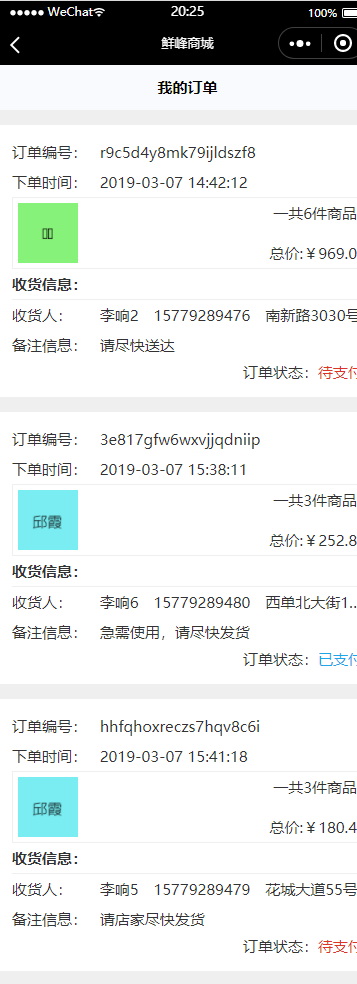 WeChat 20:25 100%
鲜峰商城
我的订单
订单编号： r9c5d4y8mk79ijldszf8
下单时间： 2019-03-07 14:42:12
一共6件商品
总价:￥969.0
收货信息：
收货人： 李响2 15779289476 南新路3030号
备注信息： 请尽快送达
订单状态：待支付
订单编号： 3e817gfw6wxvjjqdniip
下单时间： 2019-03-07 15:38:11
邱霞
一共3件商品
总价:￥252.8
收货信息：
收货人： 李响6 15779289480 西单北大街1...
备注信息： 急需使用，请尽快发货
订单状态：已支付
订单编号： hhfqhoxreczs7hqv8c6i
下单时间： 2019-03-07 15:41:18
邱霞
一共3件商品
总价:￥180.4
收货信息：
收货人： 李响5 15779289479 花城大道55号
备注信息： 请店家尽快发货
订单状态：待支付